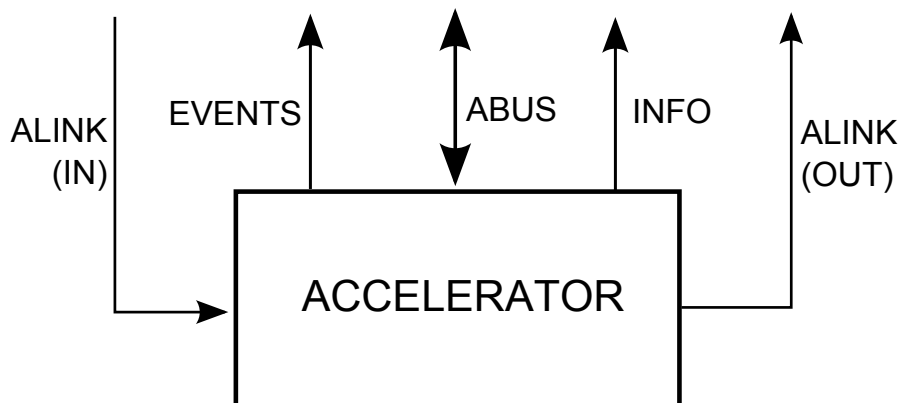 EVENTS
ABUS
INFO
ALINK
(IN)
ALINK
(OUT)
ACCELERATOR